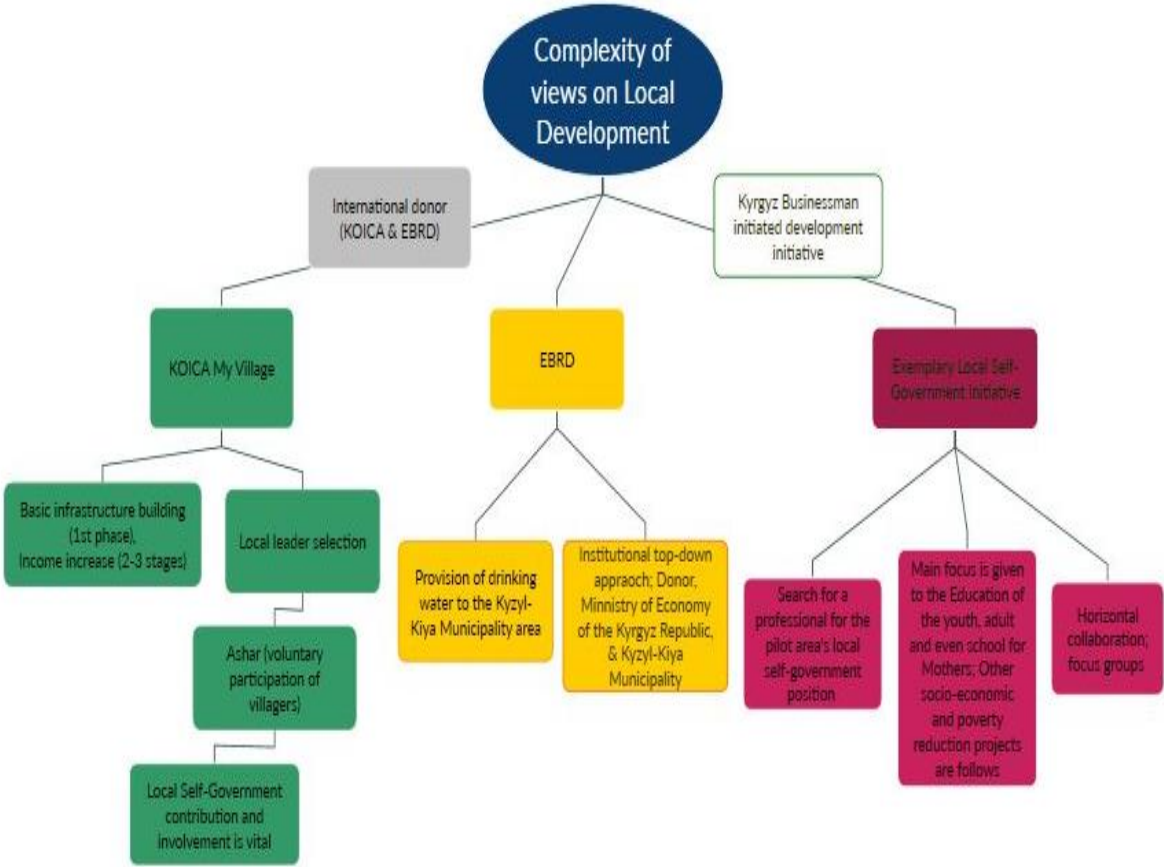 Complexity of
views on Local
Development
International donor
(KOICA & EBRD)
Kyrgyz Businessman
initiated development
initiative
KOICA My Village
EBRD
Exemplary Local Self-
Government Initiative
Basic infrastructure building
(1st phase),
Income increase (2-3 stages)
Local leader selection
Provision of drinking
water to the Kyzyl-
Kiya Municipality area
Institutional top-down
appraoch; Donor,
Minnistry of Economy
of the Kyrgyz Republic,
& Kyzyl-Kiya
Municipality
Search for a
professional for the
pilot area's local
self-government
position
Main focus is given
to the Education of
the youth, adult
and even school for
Mothers; Other
socio-economic
and poverty
reduction projects
are follows
Horizontal
collaboration;
focus groups
Ashar (voluntary
participation of
villagers)
Local Self-Government
contribution and
involvement is vital